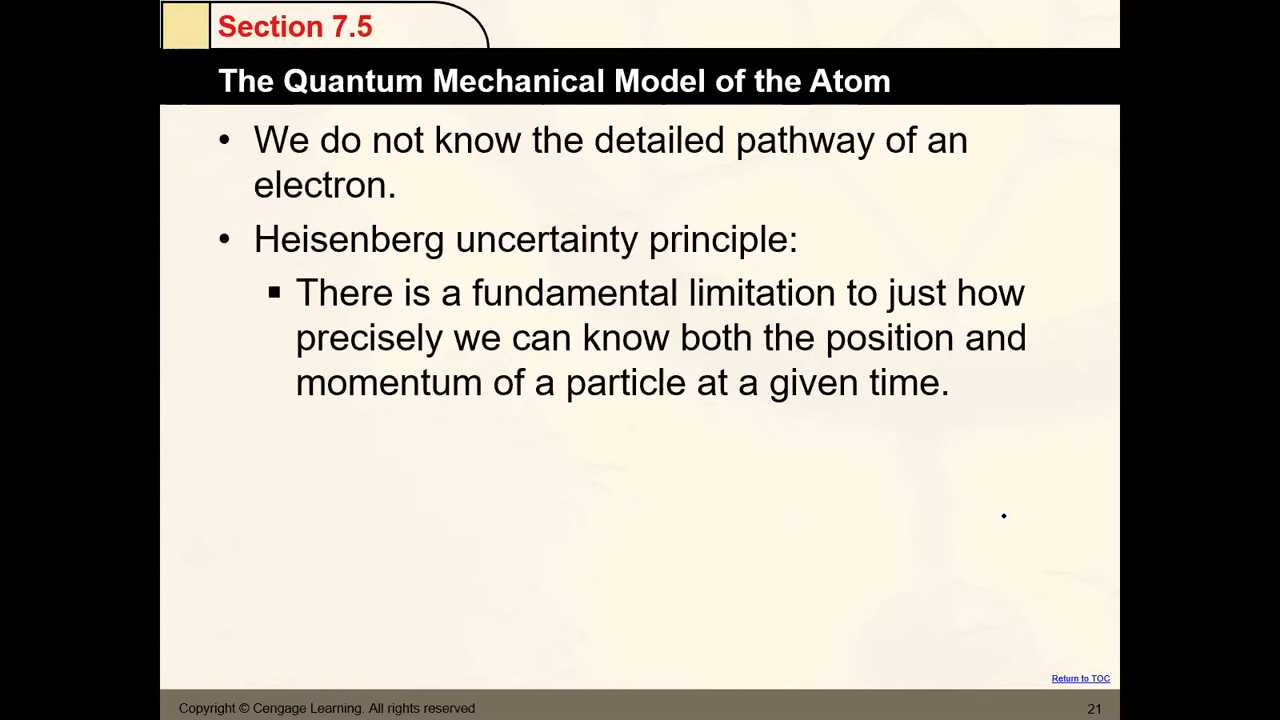 Section 7.5
The Quantum Mechanical Model of the Atom
• We do not know the detailed pathway of an
electron.
• Heisenberg uncertainty principle:
▪ There is a fundamental limitation to just how
precisely we can know both the position and
momentum of a particle at a given time.
Return to TOC
Copyright © Cengage Learning. All rights reserved
21